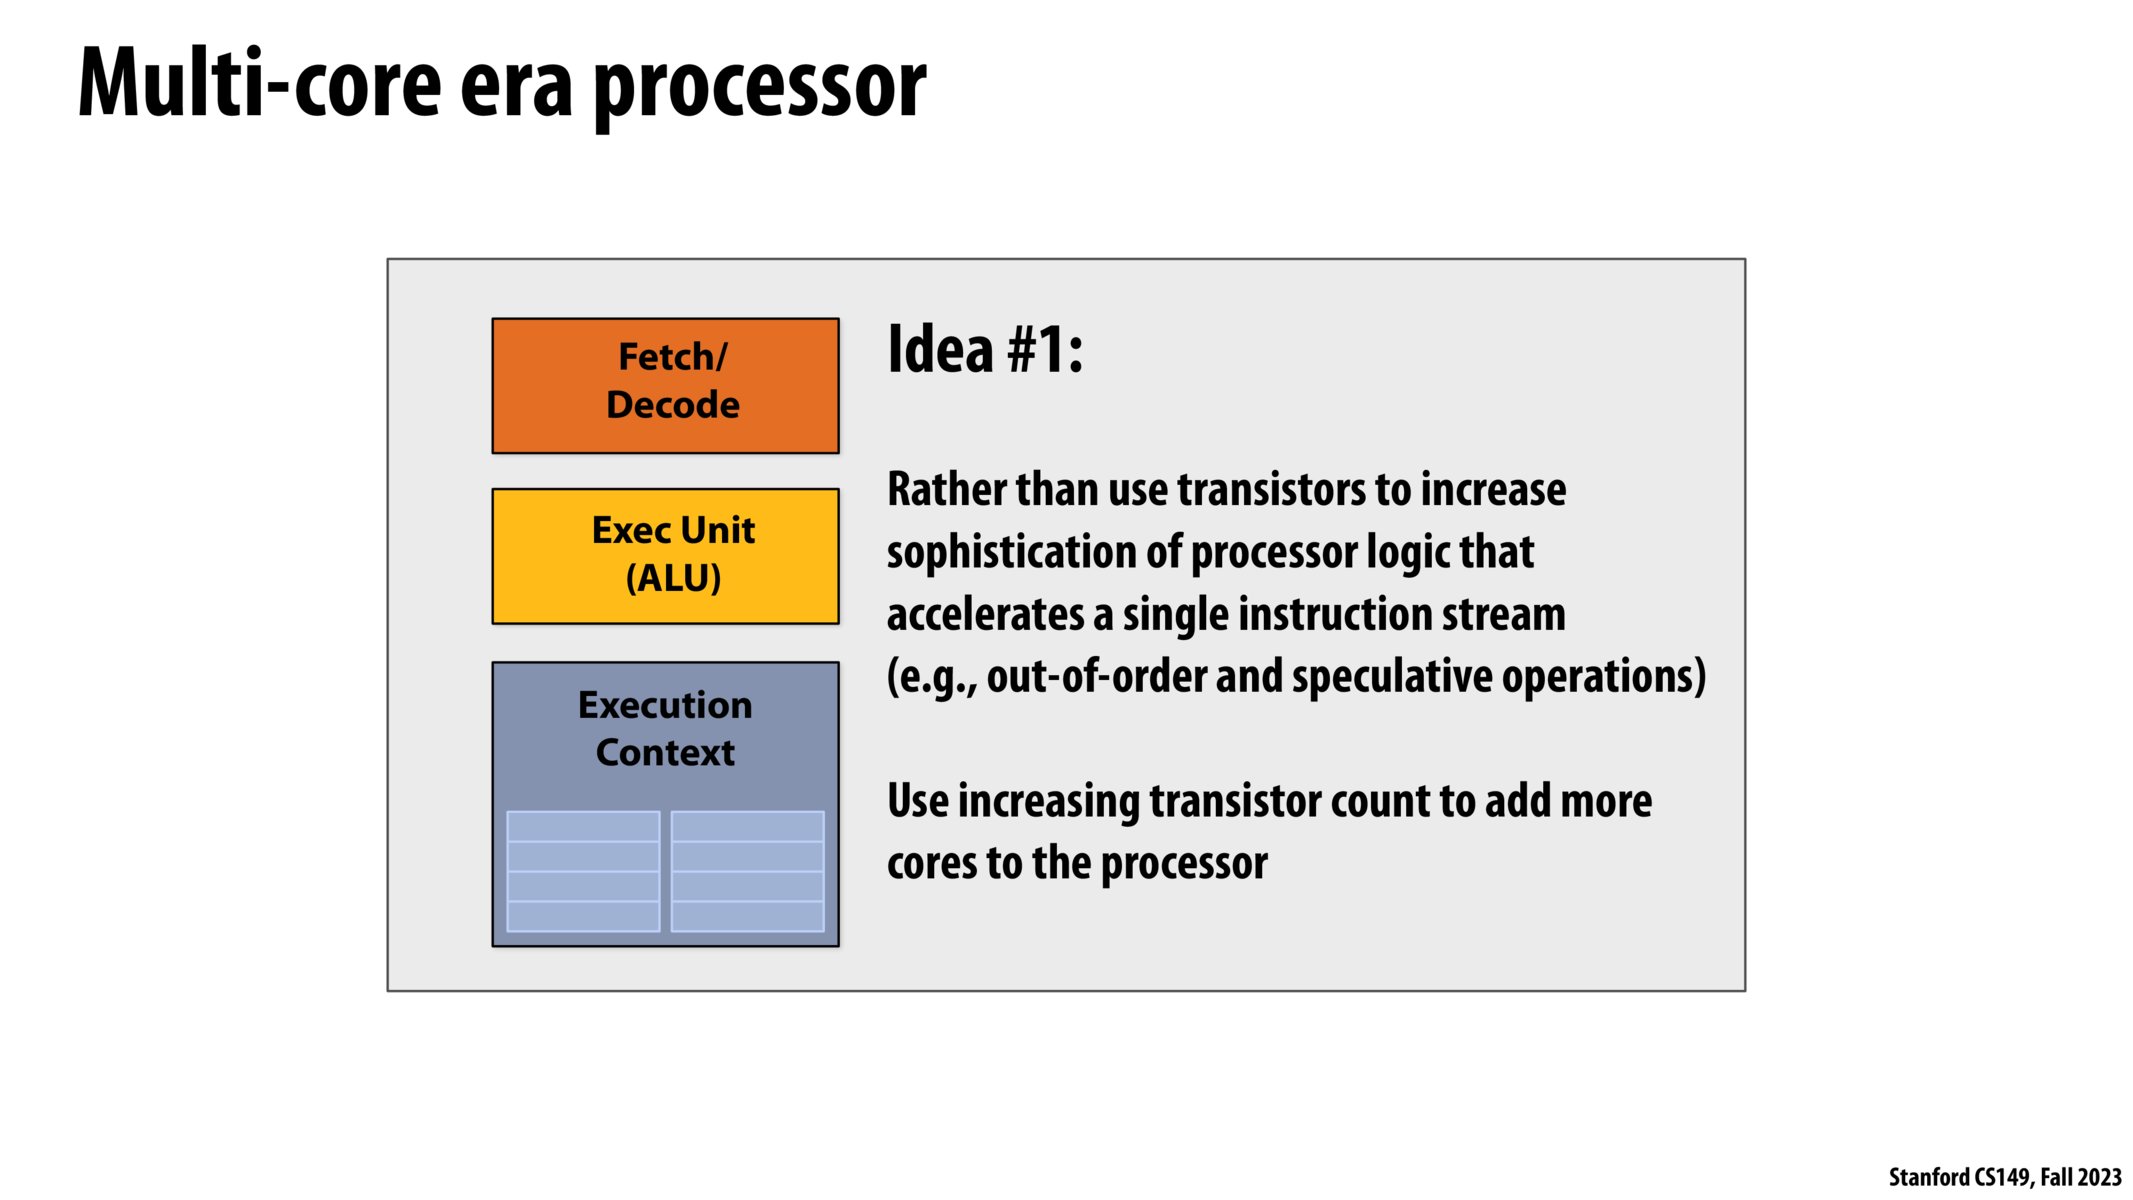 Multi-core era processor
Fetch/
Decode
Exec Unit
(ALU)
Execution
Context
Idea #1:
Rather than use transistors to increase
sophistication of processor logic that
accelerates a single instruction stream
(e.g., out-of-order and speculative operations)
Use increasing transistor count to add more
cores to the processor
Stanford CS149, Fall 2023